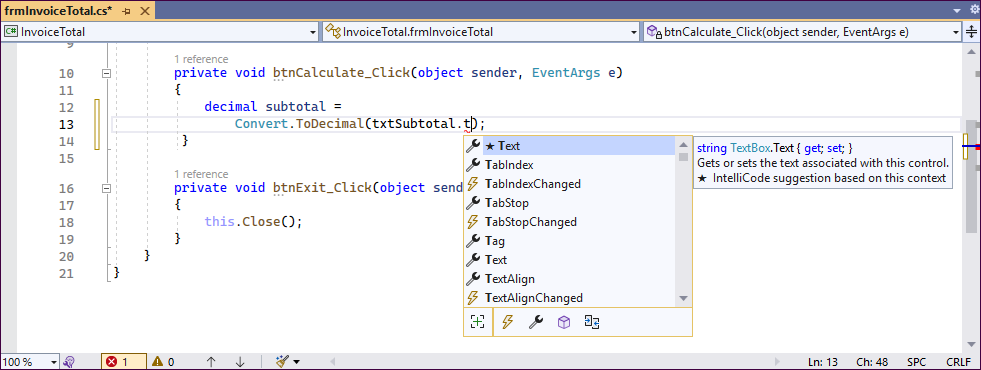 frmInvoiceTotal.cs*
InvoiceTotal InvoiceTotal.frmInvoiceTotal btnCalculate_Click(object sender, EventArgs e)
9
1 reference
10 private void btnCalculate_Click(object sender, EventArgs e)
11 {
12 decimal subtotal =
13 Convert.ToDecimal(txtSubtotal.t);
14 }
15
1 reference
16 private void btnExit_Click(object send
17 {
18 this.Close();
19 }
20 }
21 }
★ Text
TabIndex
TabIndexChanged
TabStop
TabStopChanged
Tag
Text
TextAlign
TextAlignChanged
string TextBox.Text { get; set; }
Gets or sets the text associated with this control.
★ IntelliCode suggestion based on this context
100 % 1 0 Ln: 13 Ch: 48 SPC CRLF